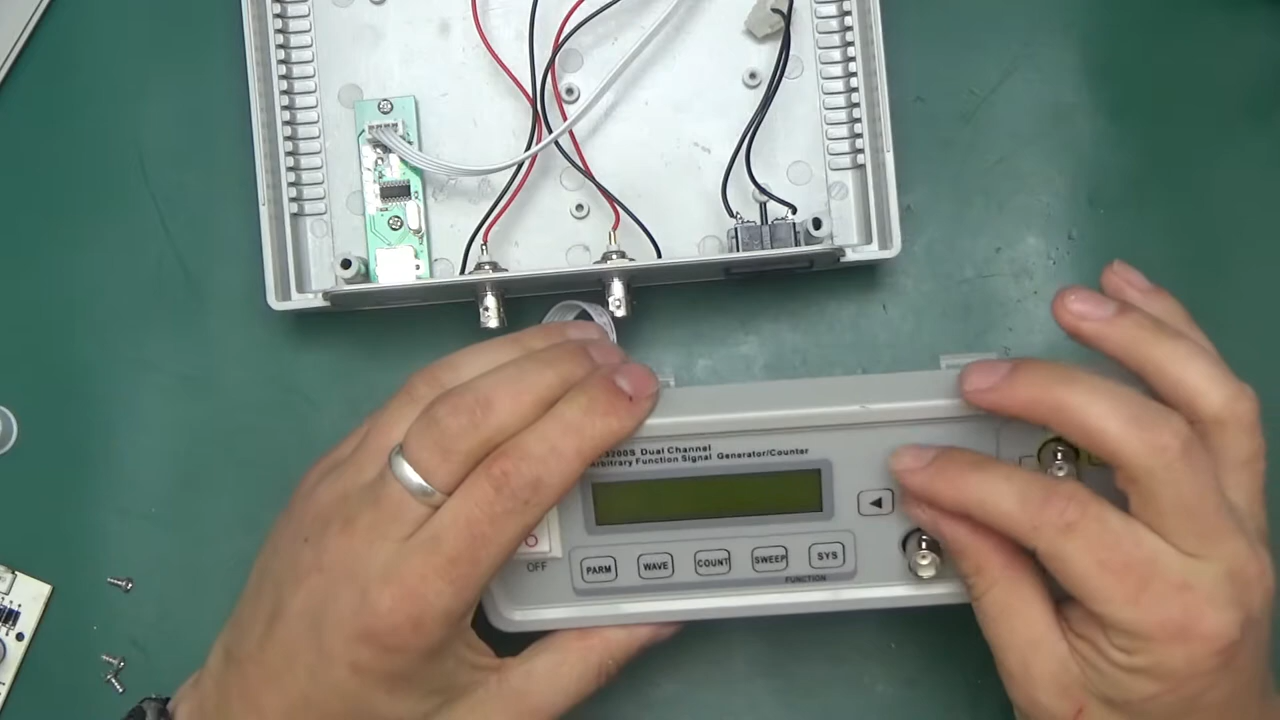 3200S Dual Channel
Arbitrary Function Signal Generator/Counter
OFF
PARM
WAVE
COUNT
SWEEP
SYS
FUNCTION